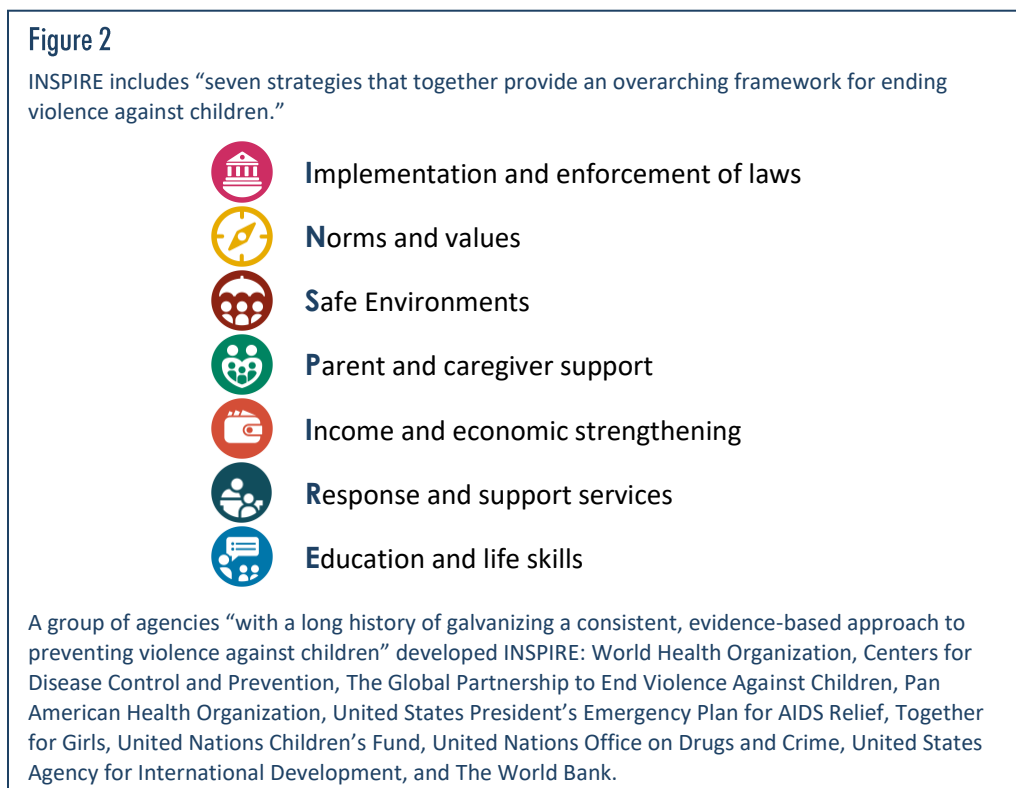 Figure 2
INSPIRE includes “seven strategies that together provide an overarching framework for ending
violence against children.”
Implementation and enforcement of laws
Norms and values
Safe Environments
Parent and caregiver support
Income and economic strengthening
Response and support services
Education and life skills
A group of agencies “with a long history of galvanizing a consistent, evidence-based approach to
preventing violence against children” developed INSPIRE: World Health Organization, Centers for
Disease Control and Prevention, The Global Partnership to End Violence Against Children, Pan
American Health Organization, United States President’s Emergency Plan for AIDS Relief, Together
for Girls, United Nations Children’s Fund, United Nations Office on Drugs and Crime, United States
Agency for International Development, and The World Bank.